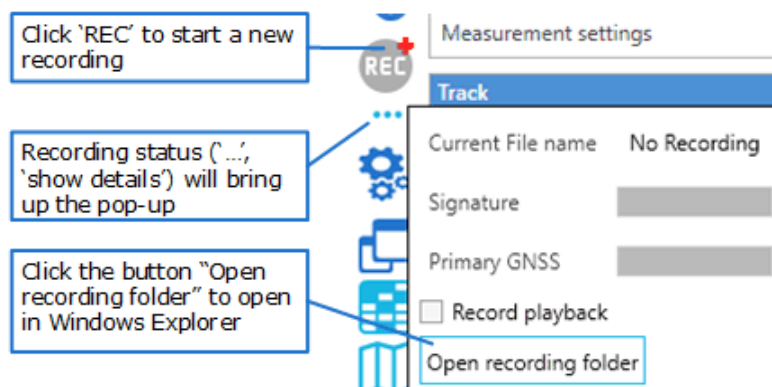 Click ‘REC’ to start a new
recording
REC
Measurement settings
Track
Recording status (‘…’,
‘show details’) will bring
up the pop-up
Current File name No Recording
Signature
Primary GNSS
Click the button “Open
recording folder” to open
in Windows Explorer
Record playback
Open recording folder